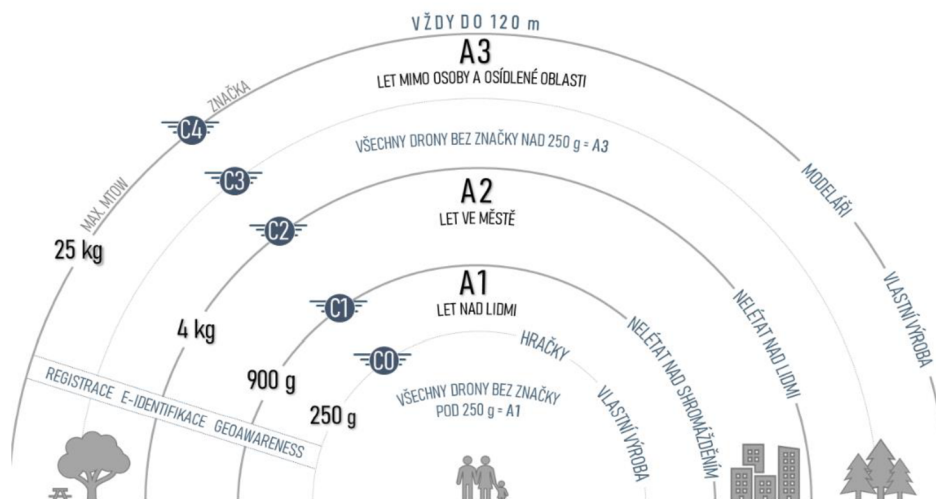 VŽDY DO 120 m
A3
LET MIMO OSOBY A OSÍDLENÉ OBLASTI
ZNAČKA
C4
VŠECHNY DRONY BEZ ZNAČKY NAD 250 g = A3
C3
MODELÁŘI
MAX. MTOW
A2
LET VE MĚSTĚ
C2
25 kg
A1
LET NAD LIDMI
C1
VLASTNÍ VÝROBA
NELÉTAT NAD LIDMI
4 kg
NELÉTAT NAD SHROMÁŽDĚNÍM
HRAČKY
C0
900 g
VŠECHNY DRONY BEZ ZNAČKY
POD 250 g = A1
VLASTNÍ VÝROBA
250 g
REGISTRACE E-IDENTIFIKACE GEOAWARENESS